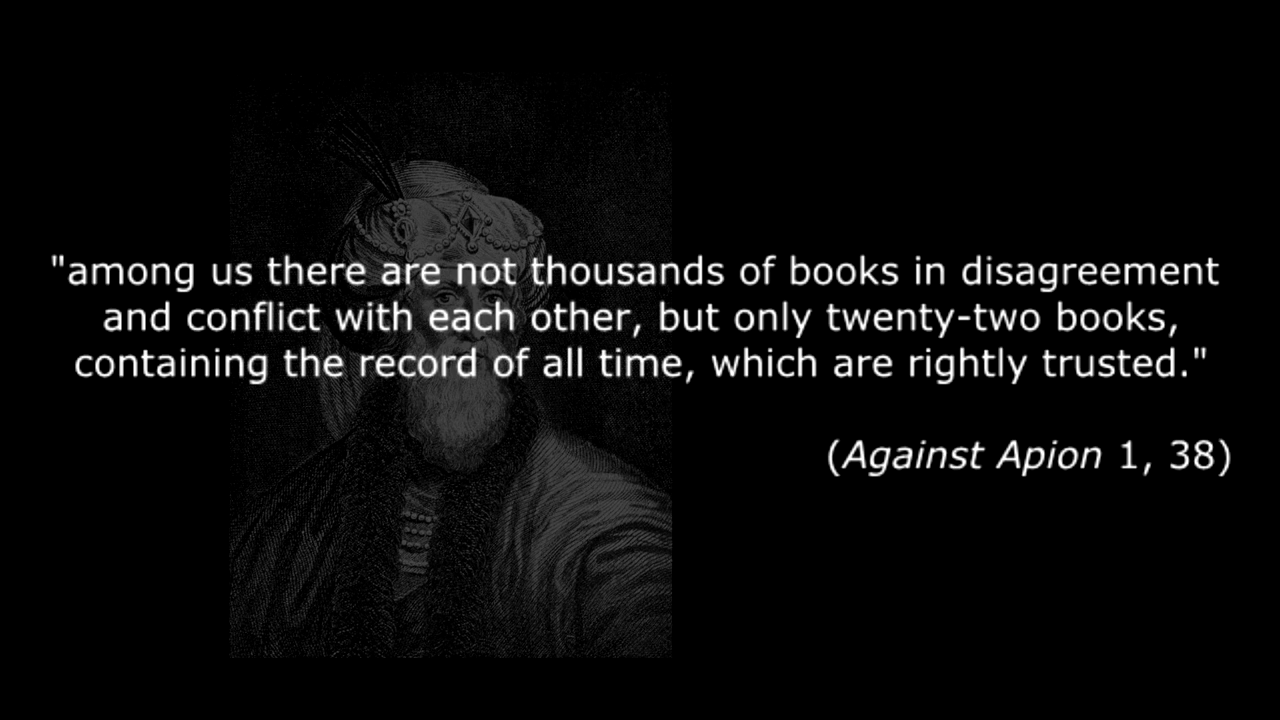 "among us there are not thousands of books in disagreement
and conflict with each other, but only twenty-two books,
containing the record of all time, which are rightly trusted."
(Against Apion 1, 38)